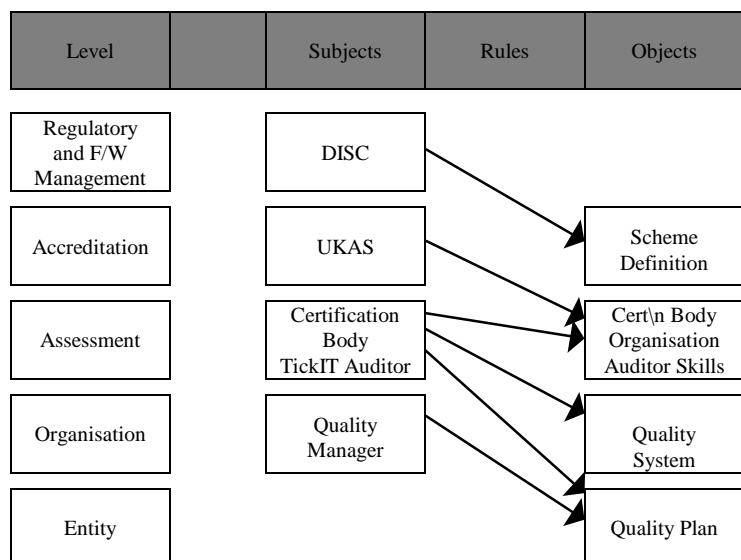 Level
Subjects
Rules
Objects
Regulatory
and F/W
Management
DISC
Accreditation
UKAS
Scheme
Definition
Assessment
Certification
Body
TickIT Auditor
Cert\n Body
Organisation
Auditor Skills
Organisation
Quality
Manager
Quality
System
Entity
Quality Plan